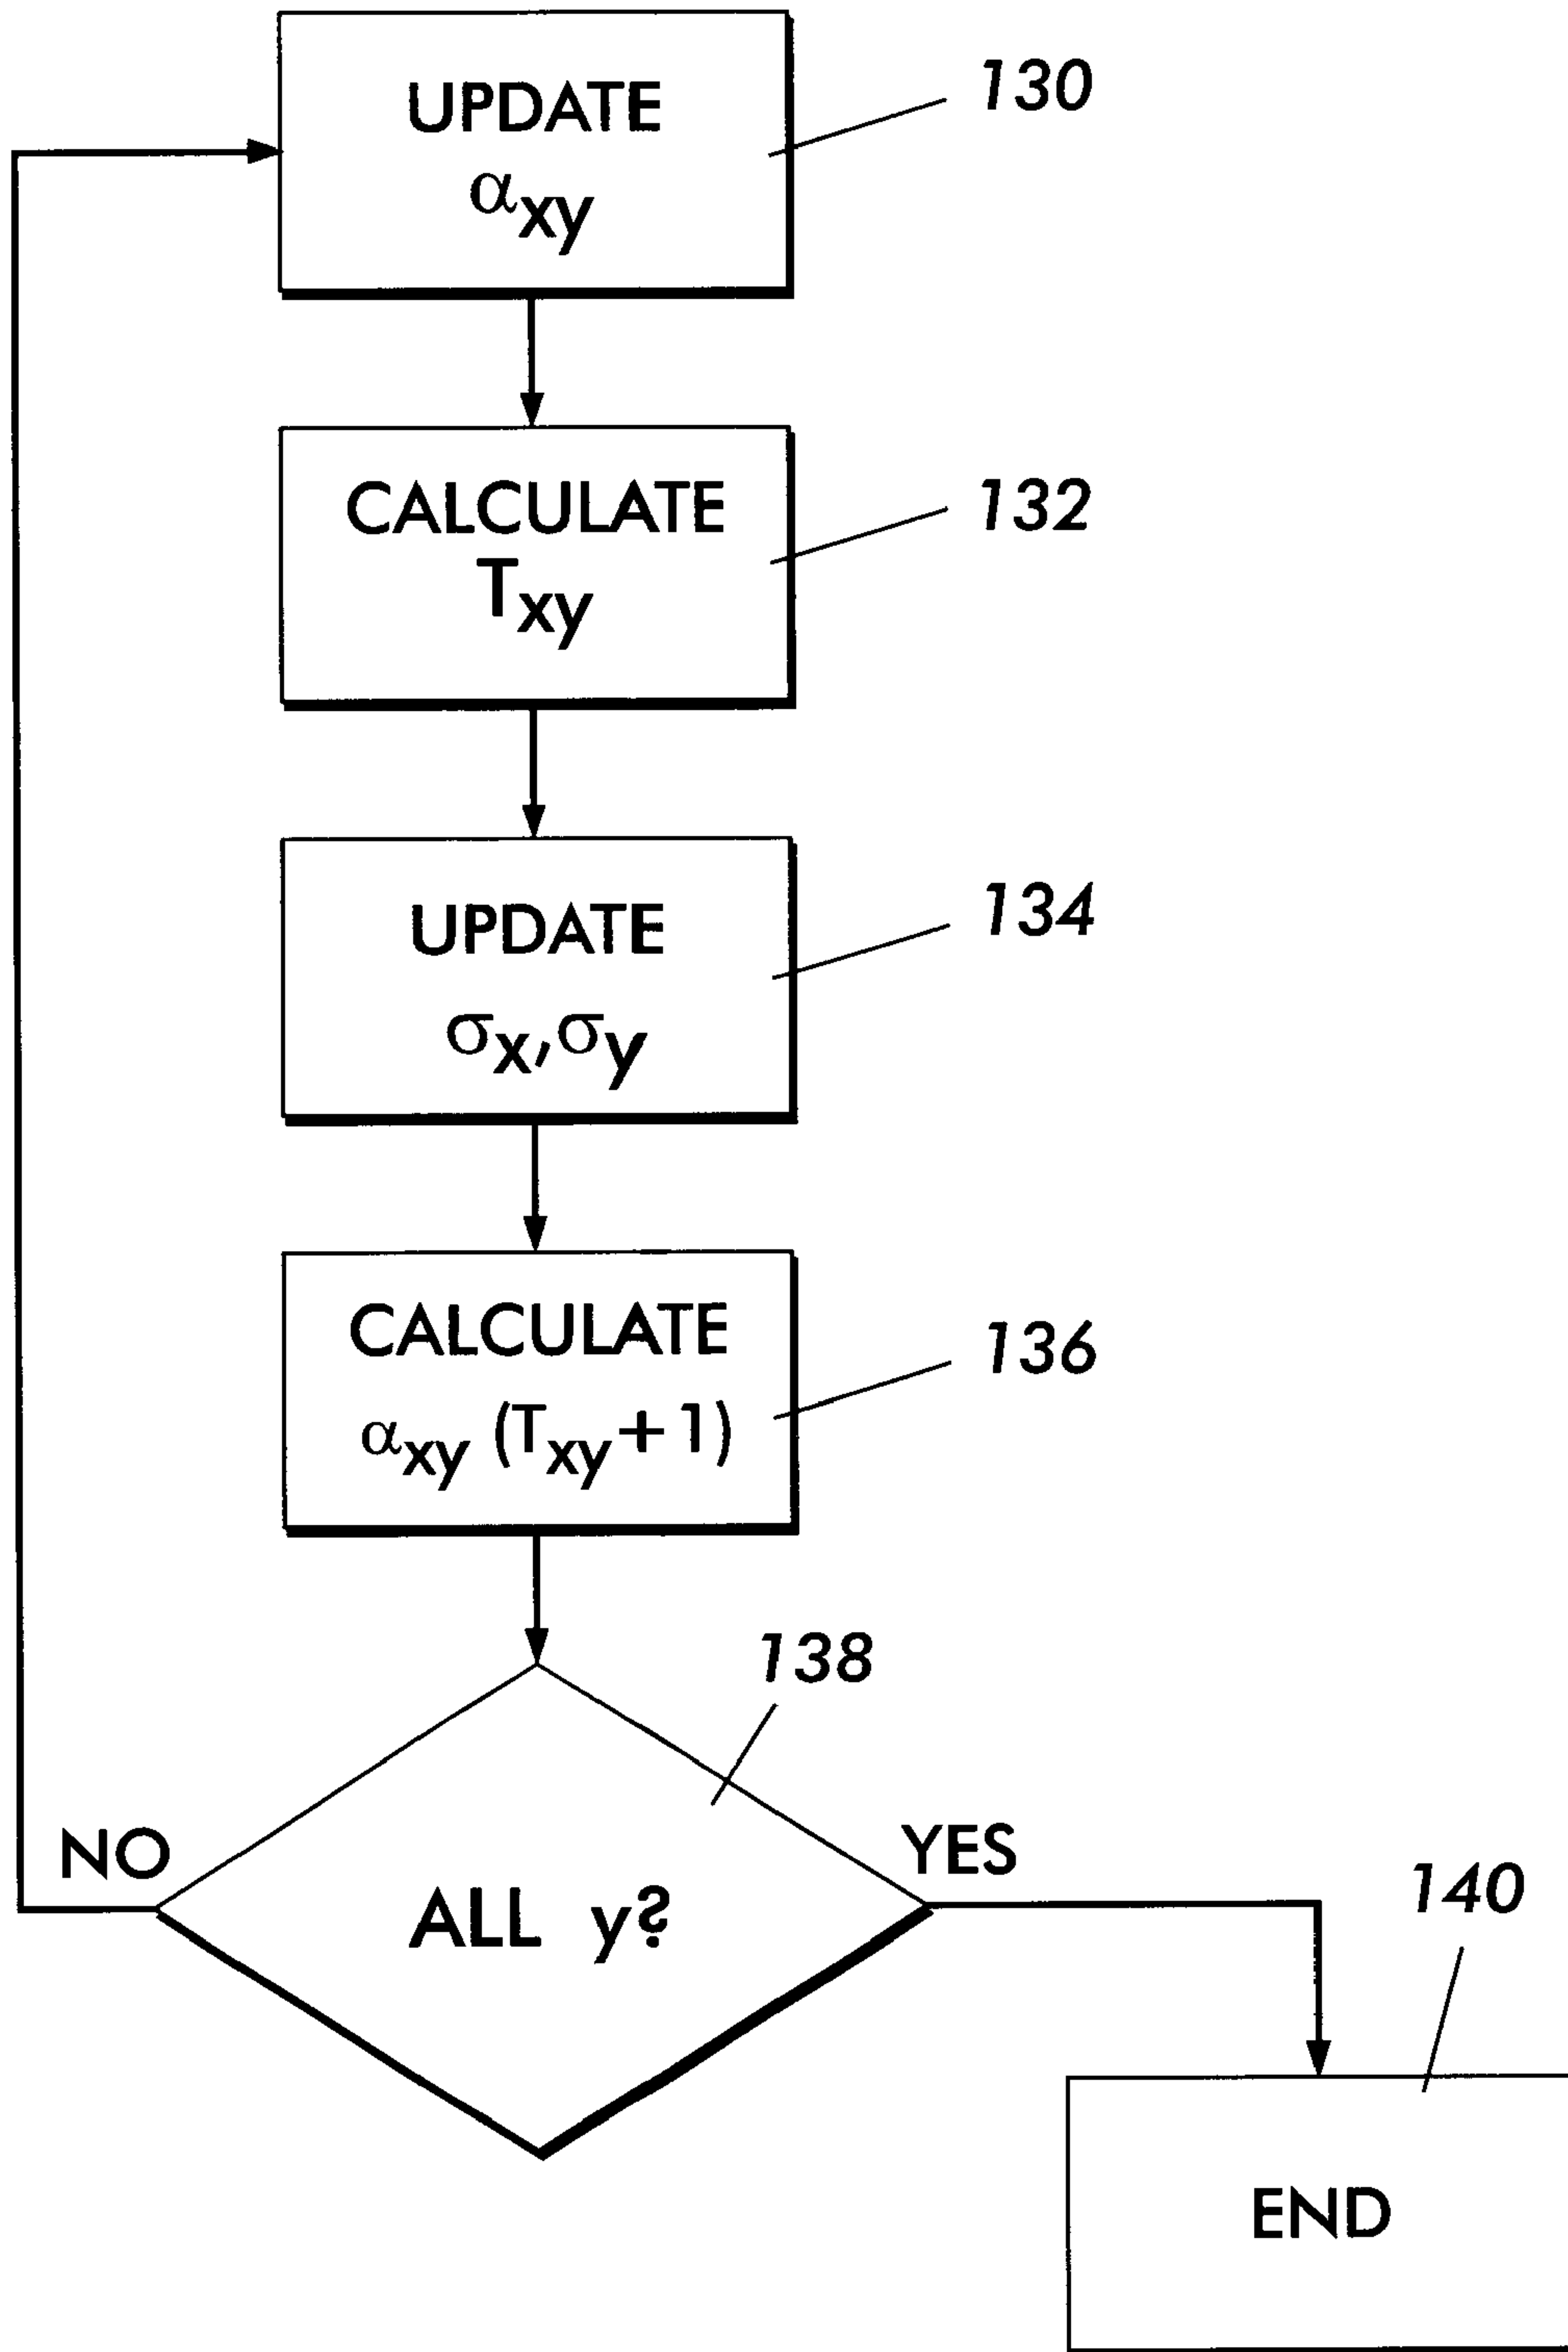 UPDATE
αxy
130
CALCULATE
Txy
132
UPDATE
σx,σy
134
CALCULATE
αxy (Txy+1)
136
138
NO
YES
ALL y?
140
END